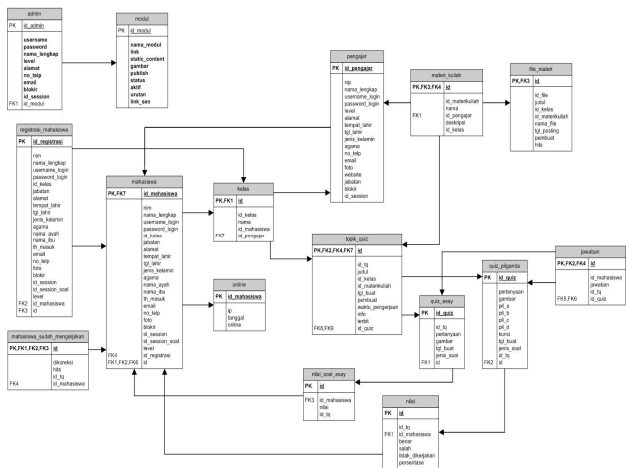 admin
PK id_admin
username
password
nama_lengkap
level
alamat
no_telp
email
blokir
id_session
FK1 id_modul
modul
PK id_modul
nama_modul
link
static_content
gambar
publish
status
aktif
urutan
link_seo
pengajar
PK id_pengajar
nip
nama_lengkap
username_login
password_login
level
alamat
tempat_lahir
tgl_lahir
jenis_kelamin
agama
no_telp
email
foto
website
jabatan
blokir
id_session
materi_kuliah
PK,FK3,FK4 id
id_materikuliah
nama
FK1 id_pengajar
deskripsi
id_kelas
file_materi
PK,FK3 id
id_file
judul
id_kelas
id_materikuliah
nama_file
tgl_posting
pembuat
hits
registrasi_mahasiswa
PK id_registrasi
nim
nama_lengkap
username_login
password_login
id_kelas
jabatan
alamat
tempat_lahir
tgl_lahir
jenis_kelamin
agama
nama_ayah
nama_ibu
th_masuk
email
no_telp
foto
blokir
id_session
id_session_soal
level
FK2 id_mahasiswa
FK3 id
mahasiswa
PK,FK7 id_mahasiswa
nim
nama_lengkap
username_login
password_login
id_kelas
jabatan
alamat
tempat_lahir
tgl_lahir
jenis_kelamin
agama
nama_ayah
nama_ibu
th_masuk
email
no_telp
foto
blokir
id_session
id_session_soal
level
FK4 id_registrasi
FK1,FK2,FK6 id
kelas
PK,FK1 id
id_kelas
nama
id_mahasiswa
FK7 id_pengajar
online
PK id_mahasiswa
ip
tanggal
online
topik_quiz
PK,FK2,FK4,FK7 id
id_tq
judul
id_kelas
id_materikuliah
tgl_buat
pembuat
waktu_pengerjaan
info
terbit
FK8,FK9 id_quiz
quiz_esay
PK id_quiz
id_tq
pertanyaan
gambar
tgl_buat
jenis_soal
FK1 id
quiz_pilganda
PK id_quiz
pertanyaan
gambar
pil_a
pil_b
pil_c
pil_d
kunci
tgl_buat
jenis_soal
id_tq
FK1 id
jawaban
PK,FK2,FK4 id
id_mahasiswa
jawaban
id_tq
FK5,FK6 id_quiz
mahasiswa_sudah_mengerjakan
PK,FK1,FK2,FK3 id
dikoreksi
hits
id_tq
FK4 id_mahasiswa
nilai_soal_esay
PK id
FK3 id_mahasiswa
nilai
id_tq
nilai
PK id
id_tq
FK1 id_mahasiswa
benar
salah
tidak_dikerjakan
persentase